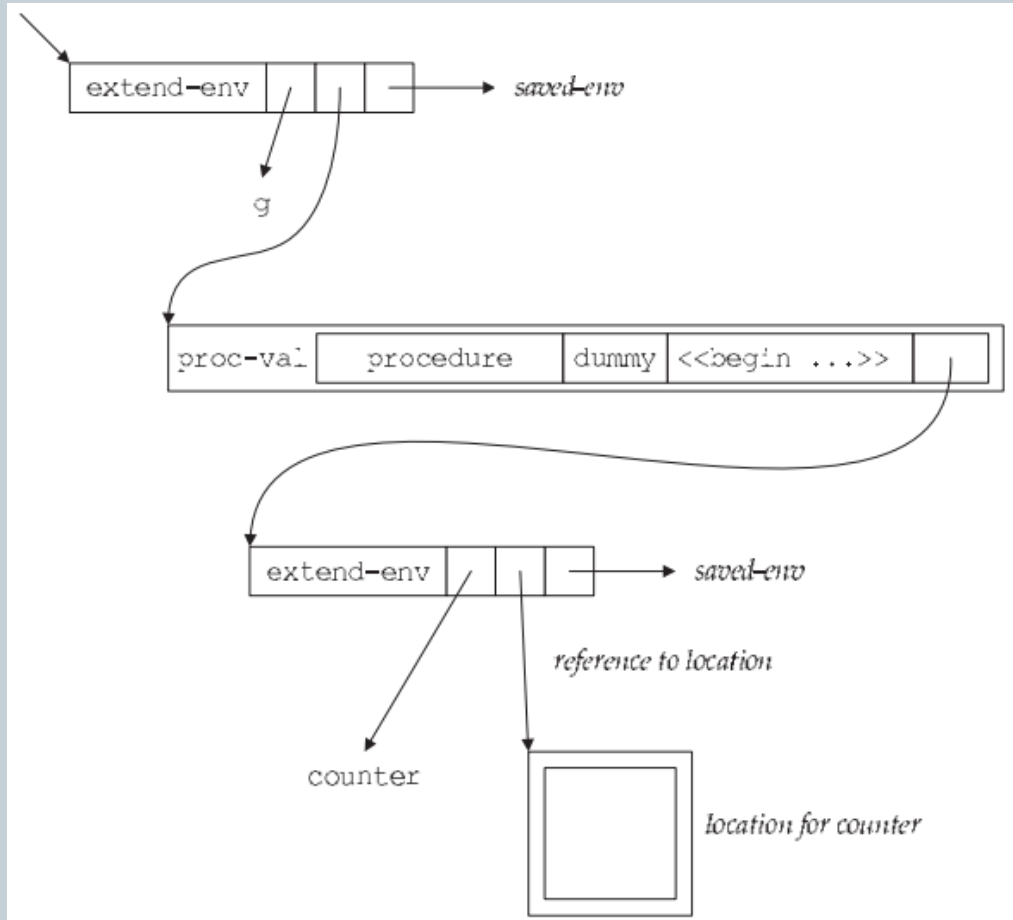 extend-env saved-env
g
proc-val procedure dummy <<begin ...>>
extend-env saved-env
reference to location
counter
location for counter